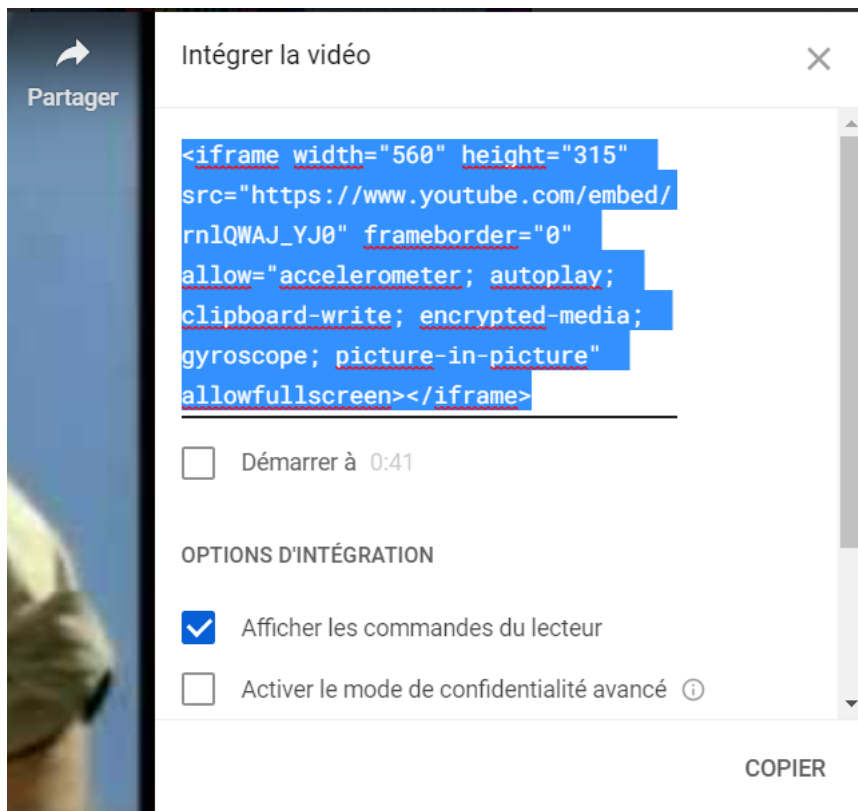 Partager
Intégrer la vidéo
<iframe width="560" height="315"
src="https://www.youtube.com/embed/
rnlQWAJ_YJ0" frameborder="0"
allow="accelerometer; autoplay;
clipboard-write; encrypted-media;
gyroscope; picture-in-picture"
allowfullscreen></iframe>
Démarrer à 0:41
OPTIONS D'INTÉGRATION
Afficher les commandes du lecteur
Activer le mode de confidentialité avancé
COPIER